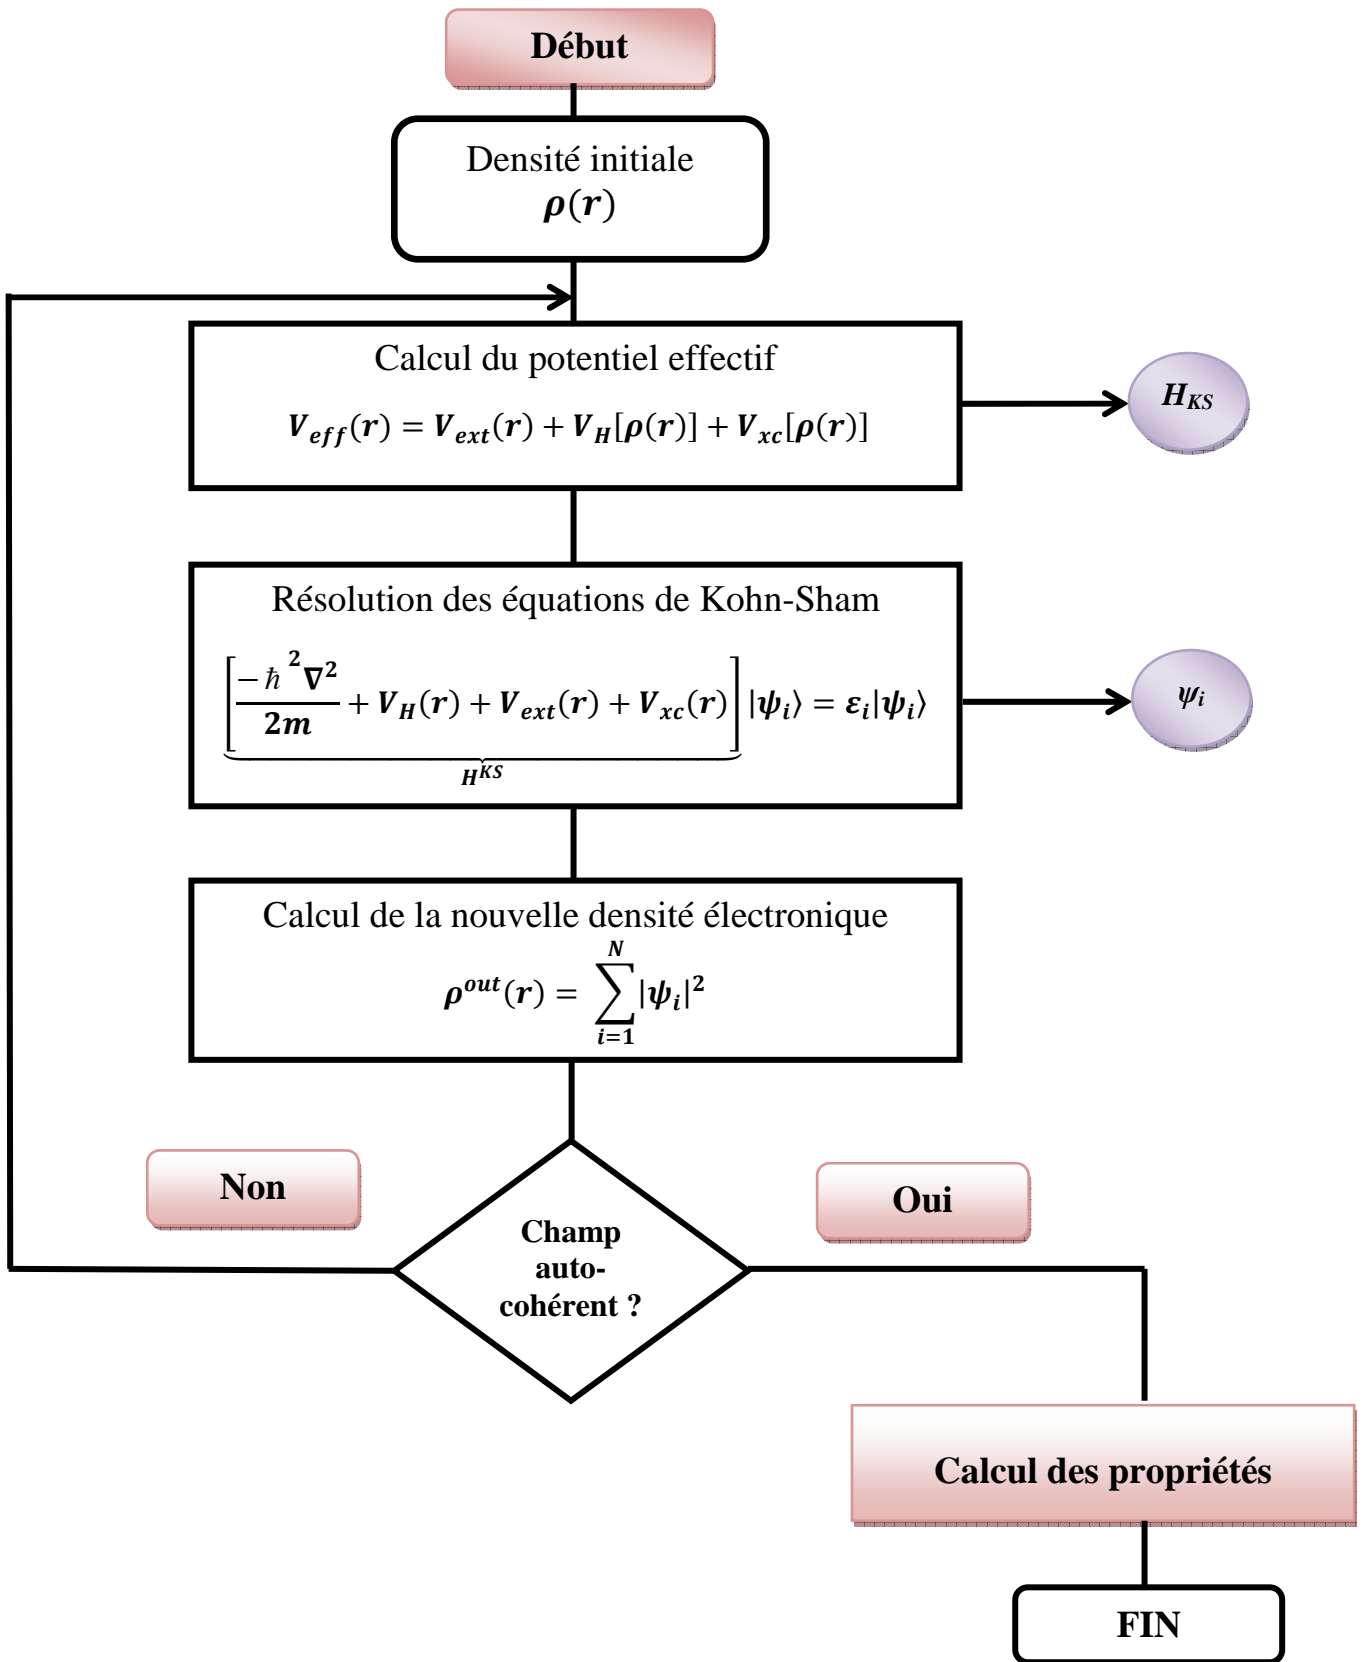 Début
Densité initiale
ρ(r)
Calcul du potentiel effectif
V_eff(r) = V_ext(r) + V_H[ρ(r)] + V_xc[ρ(r)]
H_KS
Résolution des équations de Kohn-Sham
[−ħ²∇²/2m + V_H(r) + V_ext(r) + V_xc(r)] |ψ_i⟩ = ε_i|ψ_i⟩
H^KS
ψ_i
Calcul de la nouvelle densité électronique
ρ^out(r) = ∑_{i=1}^{N} |ψ_i|²
Non
Oui
Champ
auto-
cohérent ?
Calcul des propriétés
FIN